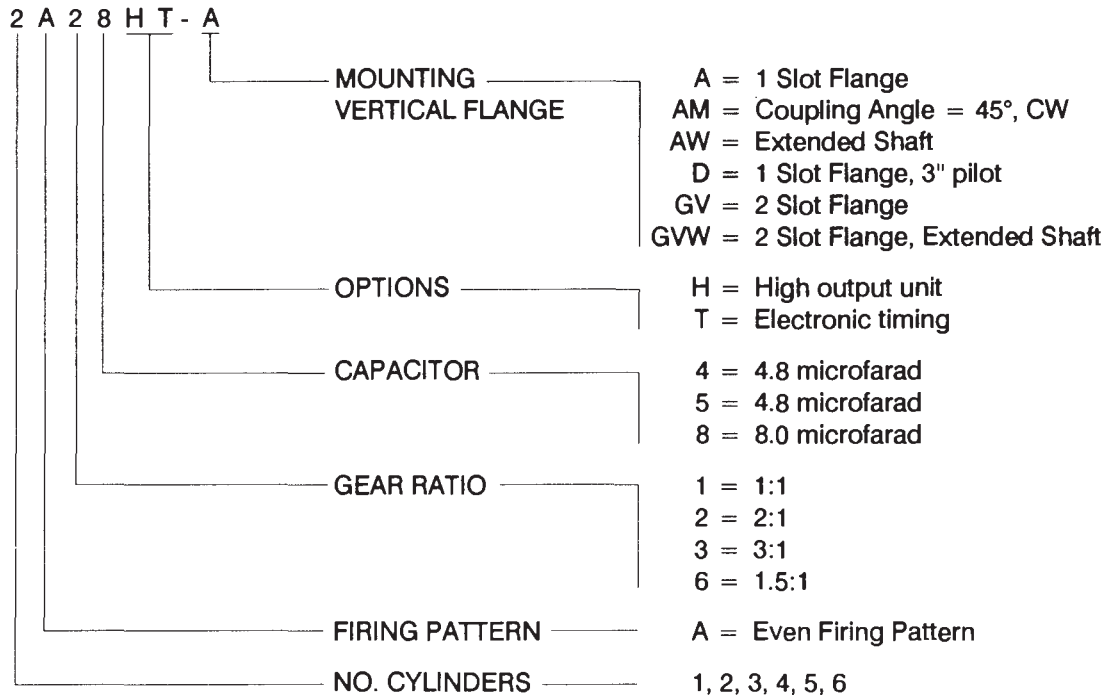 2 A 2 8 H T - A
MOUNTING
VERTICAL FLANGE
A = 1 Slot Flange
AM = Coupling Angle = 45°, CW
AW = Extended Shaft
D = 1 Slot Flange, 3" pilot
GV = 2 Slot Flange
GVW = 2 Slot Flange, Extended Shaft
OPTIONS
H = High output unit
T = Electronic timing
CAPACITOR
4 = 4.8 microfarad
5 = 4.8 microfarad
8 = 8.0 microfarad
GEAR RATIO
1 = 1:1
2 = 2:1
3 = 3:1
6 = 1.5:1
FIRING PATTERN
A = Even Firing Pattern
NO. CYLINDERS
1, 2, 3, 4, 5, 6